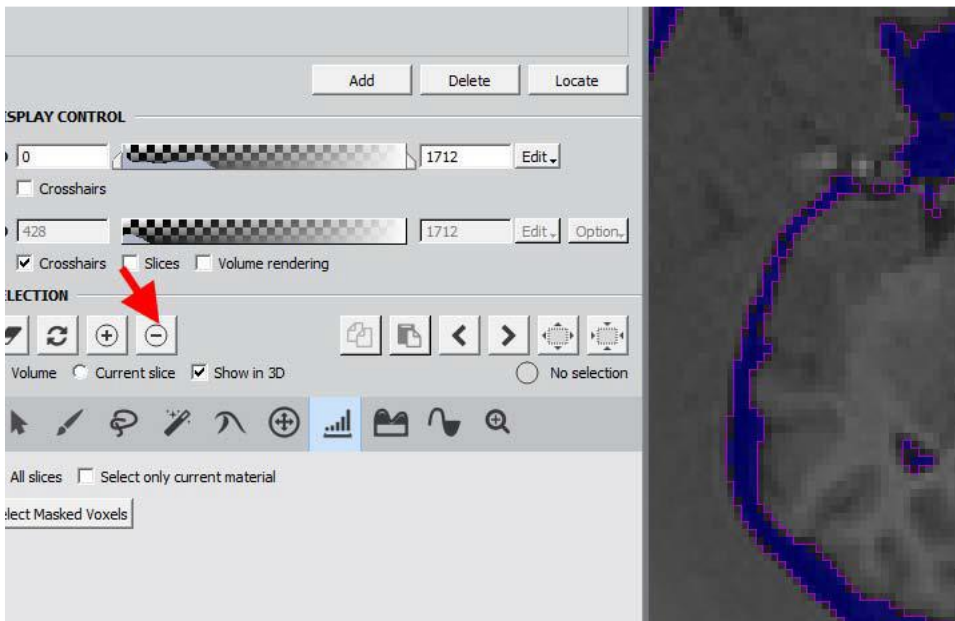 Add Delete Locate
ISPLAY CONTROL
0 1712 Edit
Crosshairs
428 1712 Edit Option
Crosshairs Slices Volume rendering
ELECTION
Volume Current slice Show in 3D No selection
All slices Select only current material
elect Masked Voxels